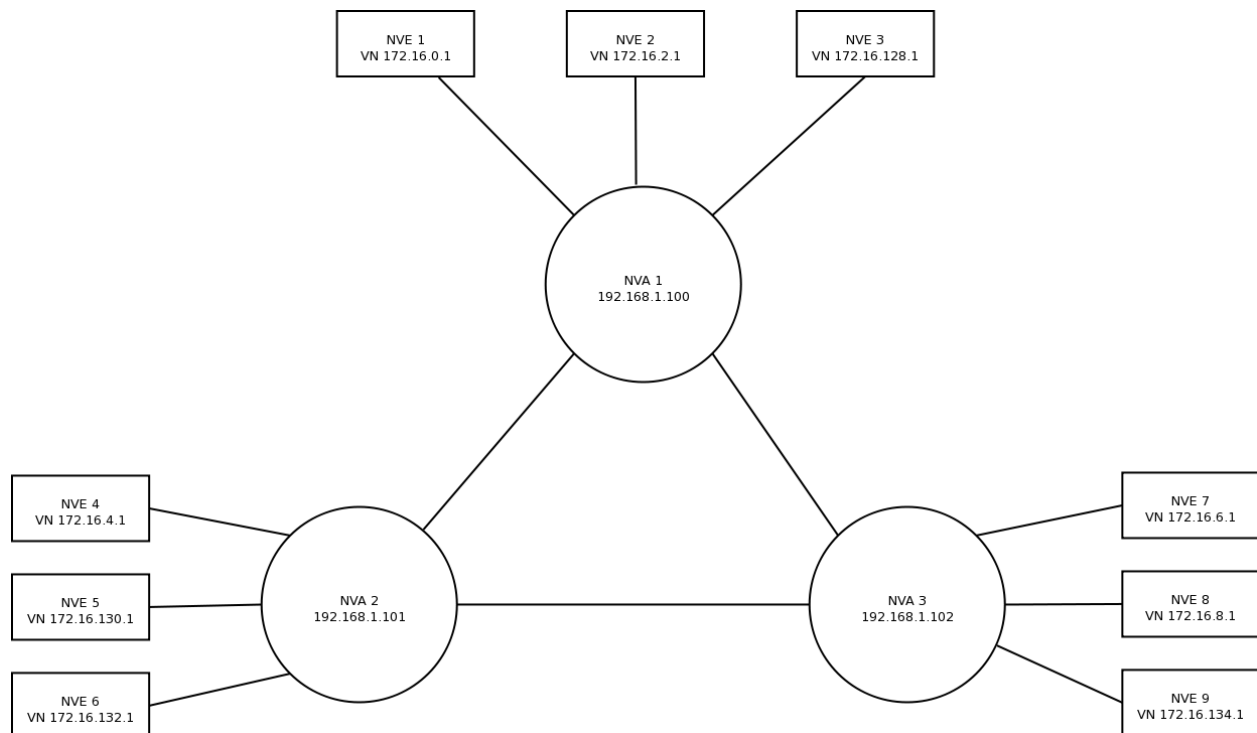 NVE 1
VN 172.16.0.1
NVE 2
VN 172.16.2.1
NVE 3
VN 172.16.128.1
NVA 1
192.168.1.100
NVE 4
VN 172.16.4.1
NVE 5
VN 172.16.130.1
NVE 6
VN 172.16.132.1
NVA 2
192.168.1.101
NVA 3
192.168.1.102
NVE 7
VN 172.16.6.1
NVE 8
VN 172.16.8.1
NVE 9
VN 172.16.134.1